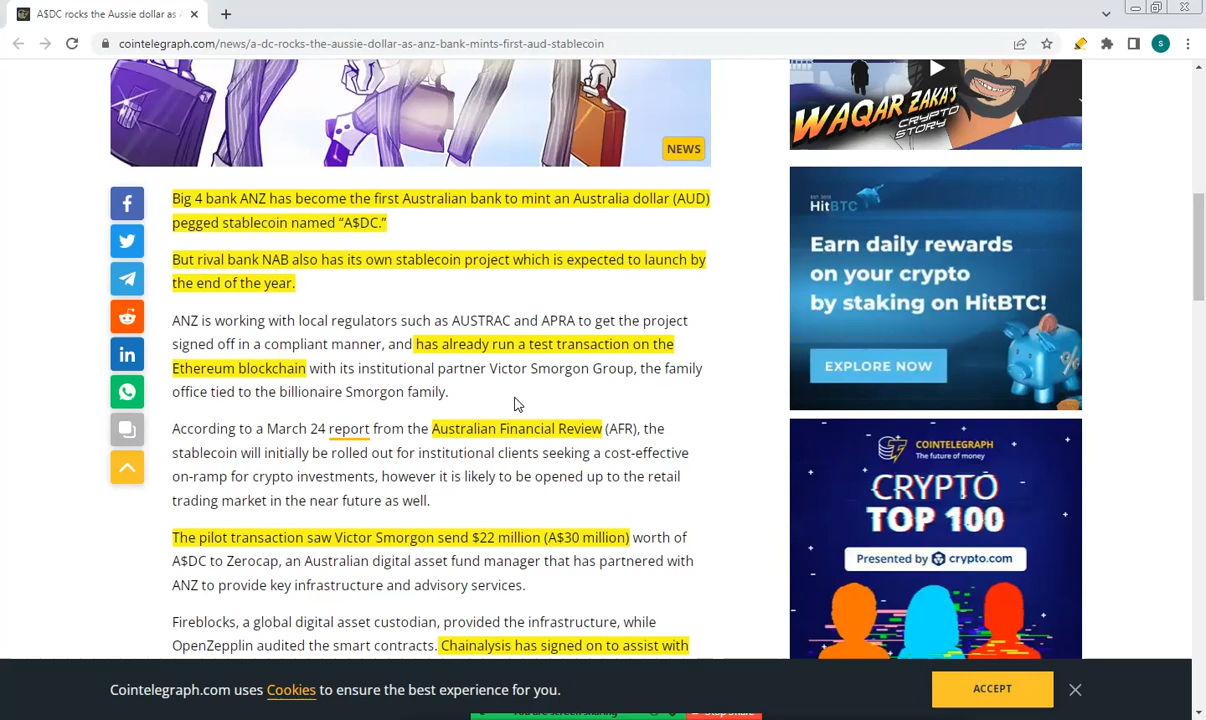 A$DC rocks the Aussie dollar as
cointelegraph.com/news/a-dc-rocks-the-aussie-dollar-as-anz-bank-mints-first-aud-stablecoin
S
WAQAR ZAKA'S
CRYPTO
STORY
NEWS
Big 4 bank ANZ has become the first Australian bank to mint an Australia dollar (AUD)
pegged stablecoin named “A$DC.”
But rival bank NAB also has its own stablecoin project which is expected to launch by
the end of the year.
ANZ is working with local regulators such as AUSTRAC and APRA to get the project
signed off in a compliant manner, and has already run a test transaction on the
Ethereum blockchain with its institutional partner Victor Smorgon Group, the family
office tied to the billionaire Smorgon family.
According to a March 24 report from the Australian Financial Review (AFR), the
stablecoin will initially be rolled out for institutional clients seeking a cost-effective
on-ramp for crypto investments, however it is likely to be opened up to the retail
trading market in the near future as well.
The pilot transaction saw Victor Smorgon send $22 million (A$30 million) worth of
A$DC to Zerocap, an Australian digital asset fund manager that has partnered with
ANZ to provide key infrastructure and advisory services.
Fireblocks, a global digital asset custodian, provided the infrastructure, while
OpenZepplin audited the smart contracts. Chainalysis has signed on to assist with
HitBTC
Earn daily rewards
on your crypto
by staking on HitBTC!
EXPLORE NOW
COINTELEGRAPH
The future of money
CRYPTO
TOP 100
Presented by crypto.com
Cointelegraph.com uses Cookies to ensure the best experience for you.
ACCEPT
You are screen sharing
Stop Share